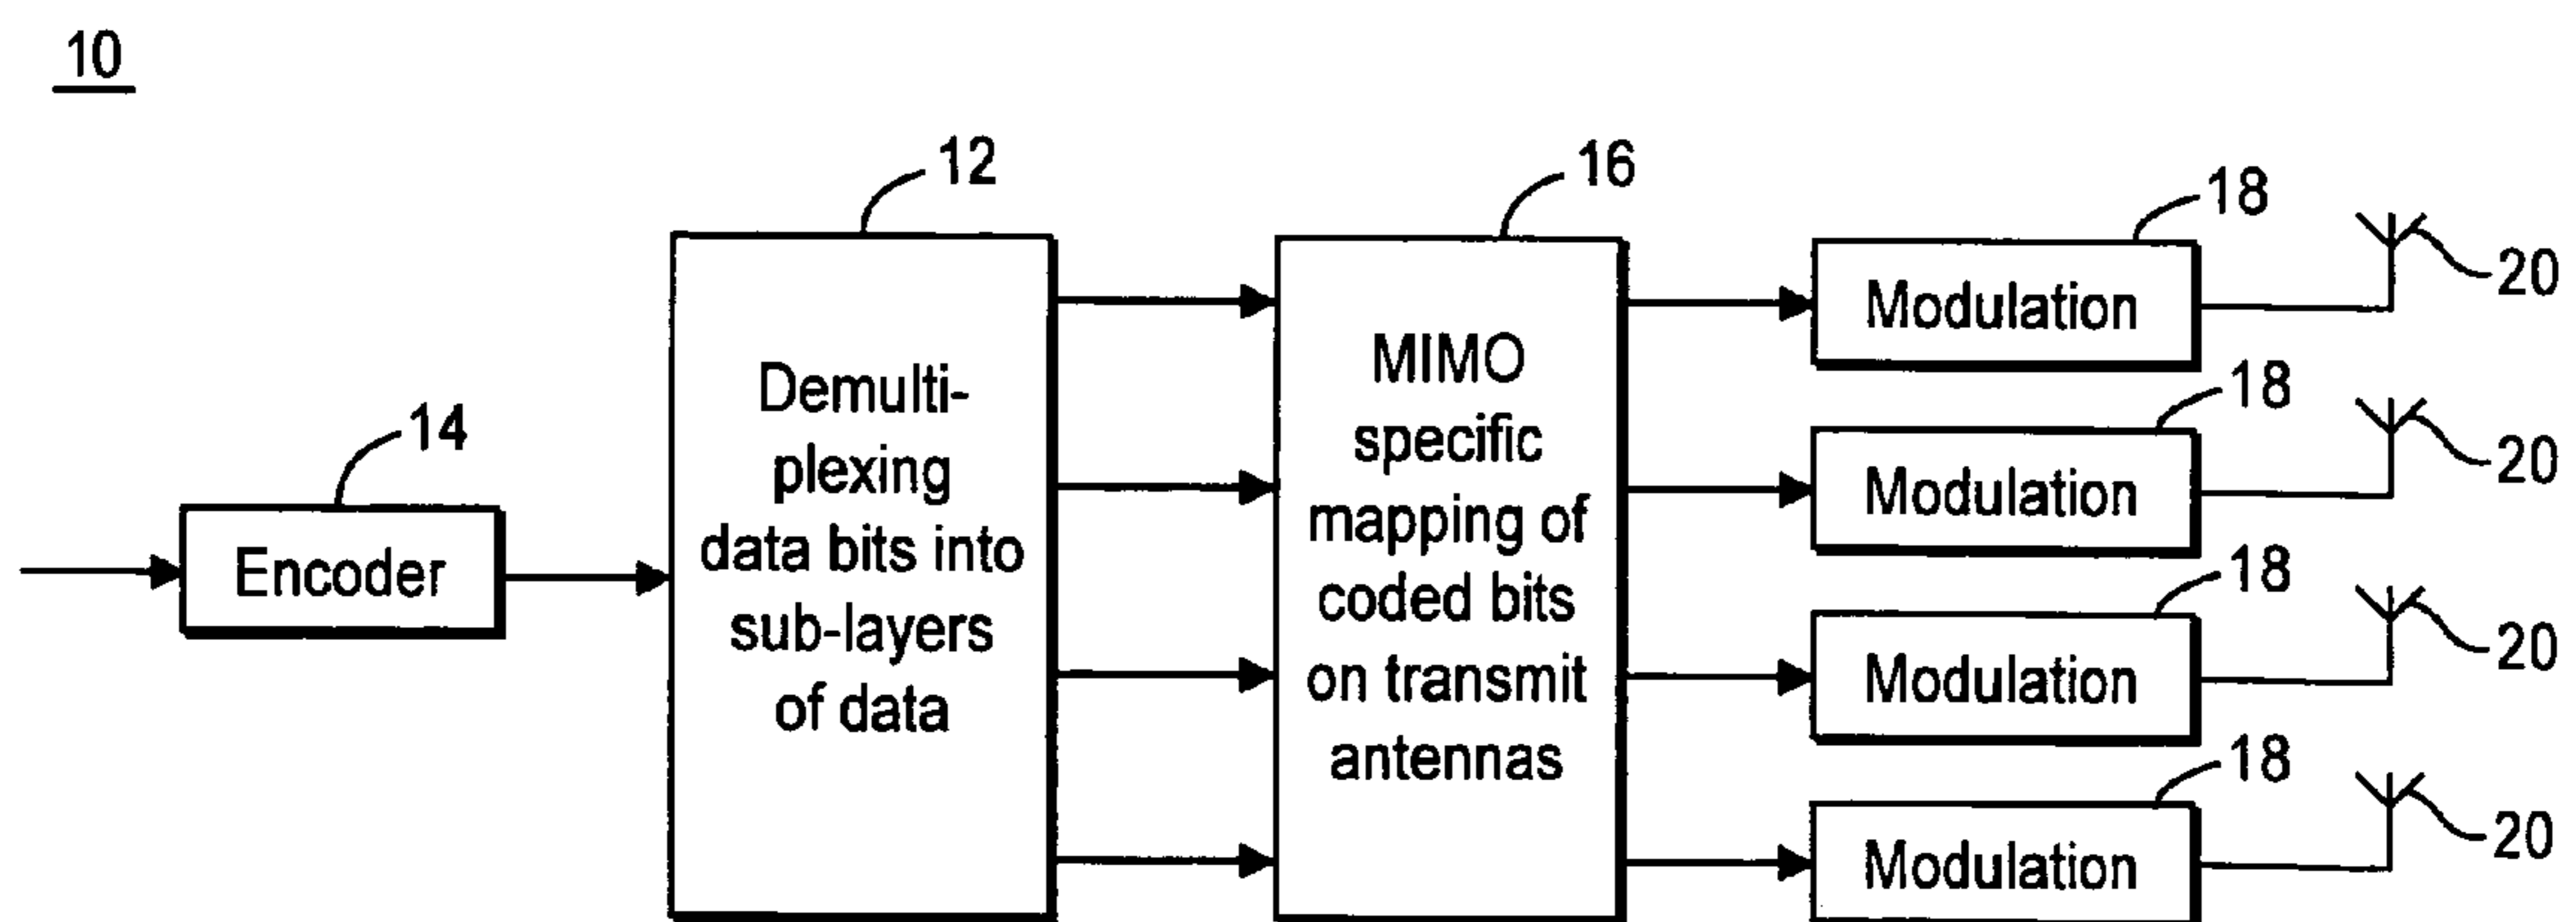 10
12
16
18
20
14
Encoder
Demulti-
plexing
data bits into
sub-layers
of data
MIMO
specific
mapping of
coded bits
on transmit
antennas
Modulation
18
20
Modulation
18
20
Modulation
18
20
Modulation